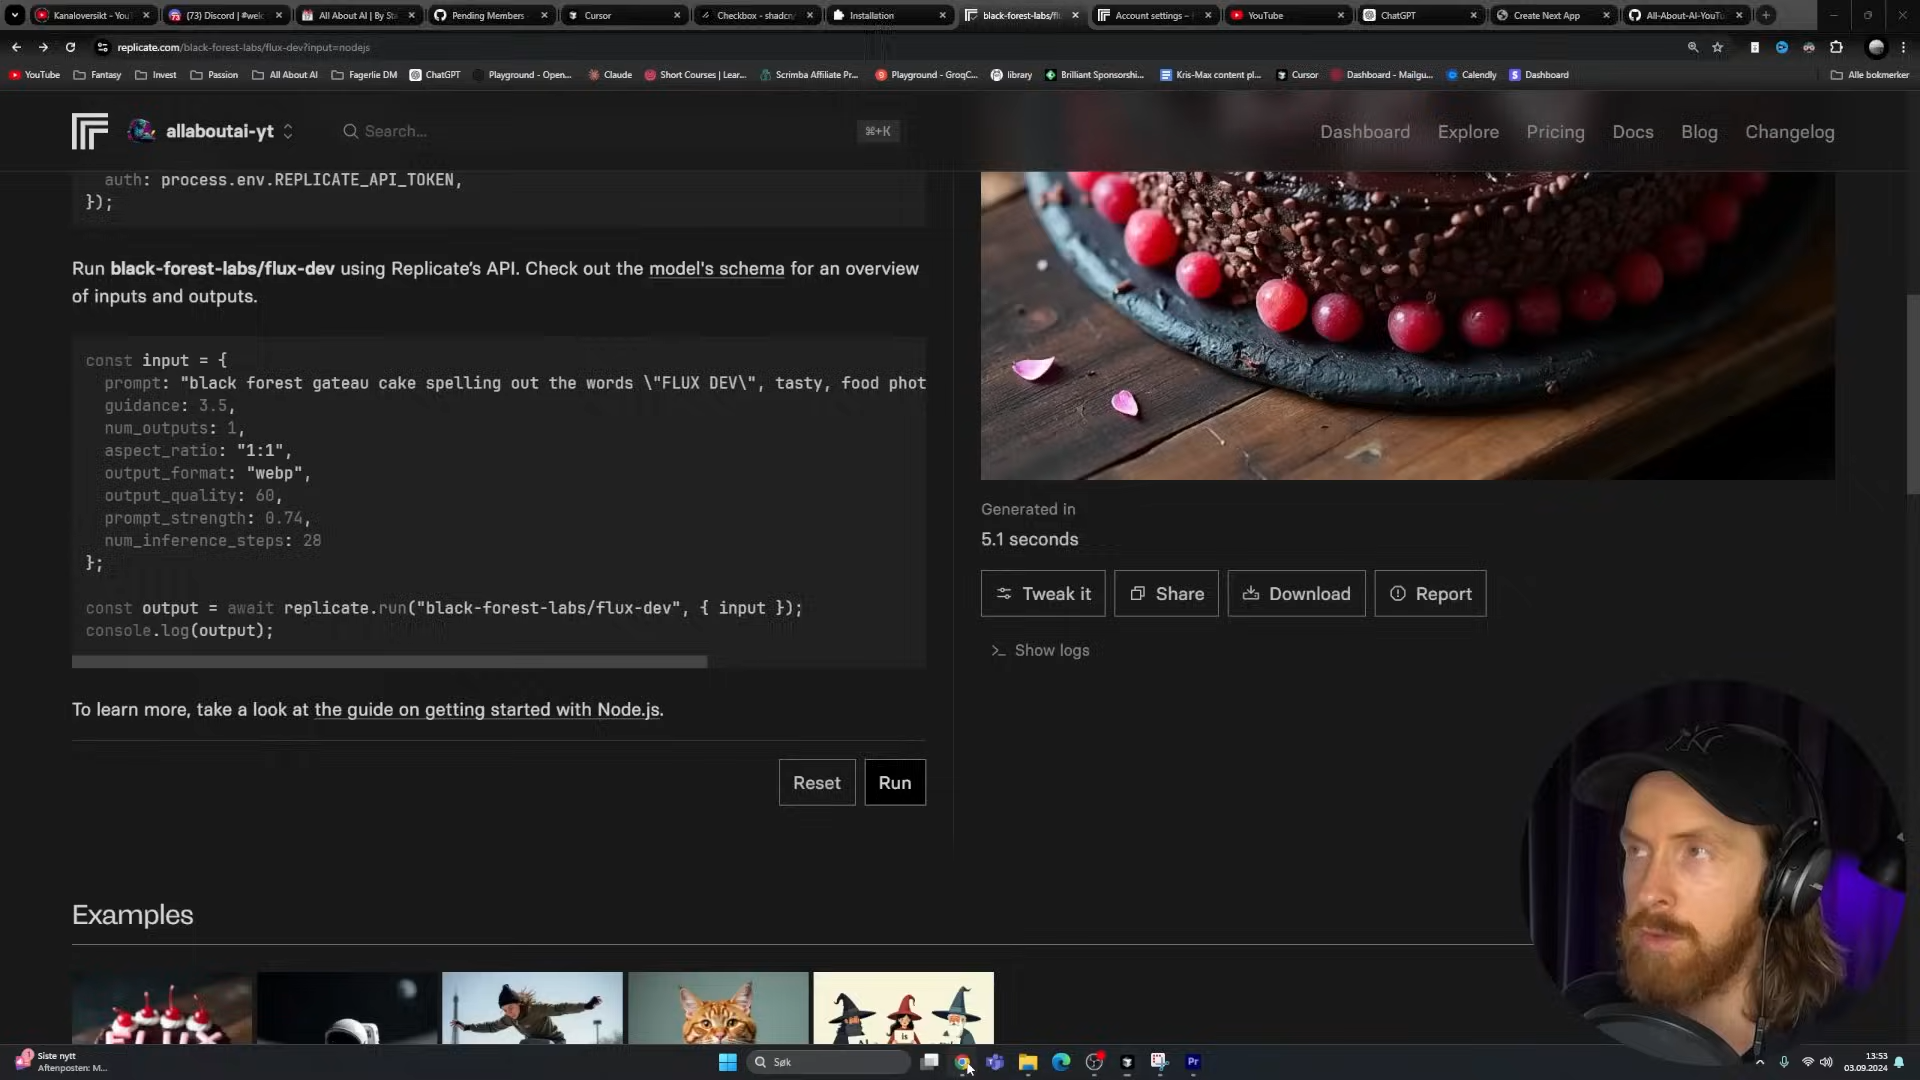 Kanaloversikt - You
(73) Discord | #welc
All About AI | By St
Pending Members
Cursor
Checkbox - shadcn
Installation
black-forest-labs/fl
Account settings –
YouTube
ChatGPT
Create Next App
All-About-AI-YouTu
replicate.com/black-forest-labs/flux-dev?input=nodejs
YouTube
Fantasy
Invest
Passion
All About AI
Fagerlie DM
ChatGPT
Playground - Open...
Claude
Short Courses | Lear...
Scrimba Affiliate Pr...
Playground - GroqC...
library
Brilliant Sponsorshi...
Kris-Max content pl...
Cursor
Dashboard - Mailgu...
Calendly
Dashboard
Alle bokmerker
allaboutai-yt
Search...
⌘+K
Dashboard
Explore
Pricing
Docs
Blog
Changelog
auth: process.env.REPLICATE_API_TOKEN,
});
Run black-forest-labs/flux-dev using Replicate's API. Check out the model's schema for an overview
of inputs and outputs.
const input = {
prompt: "black forest gateau cake spelling out the words \"FLUX DEV\", tasty, food phot
guidance: 3.5,
num_outputs: 1,
aspect_ratio: "1:1",
output_format: "webp",
output_quality: 60,
prompt_strength: 0.74,
num_inference_steps: 28
};
const output = await replicate.run("black-forest-labs/flux-dev", { input });
console.log(output);
To learn more, take a look at the guide on getting started with Node.js.
Reset
Run
Generated in
5.1 seconds
Tweak it
Share
Download
Report
>_ Show logs
Examples
FLUX
Siste nytt
Aftenposten: M...
Søk
13:53
03.09.2024